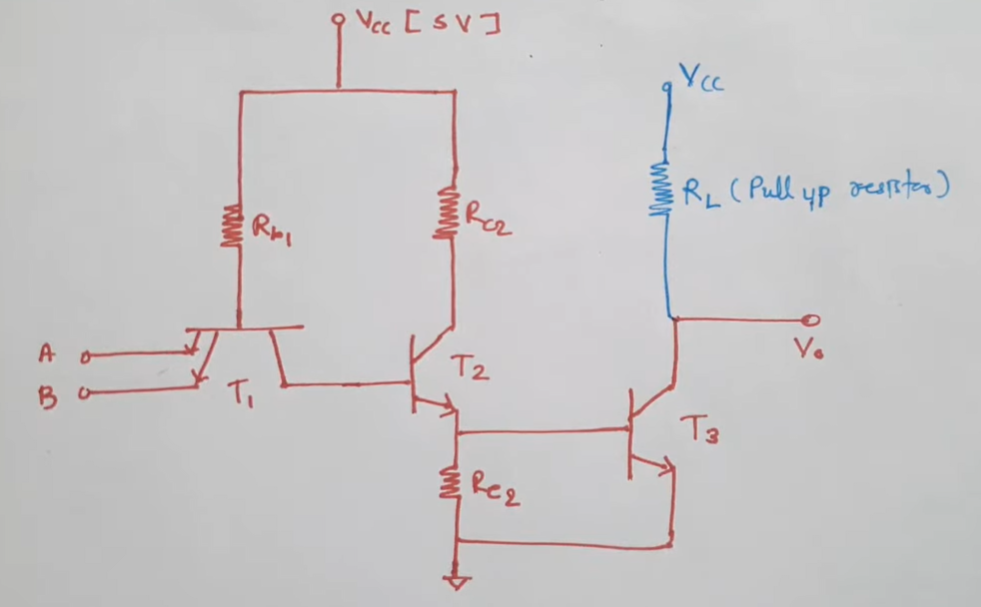 Vcc [5V]
Vcc
RL (Pull up resistor)
Rb1
Rc2
A
B
T1
T2
Vo
T3
Re2